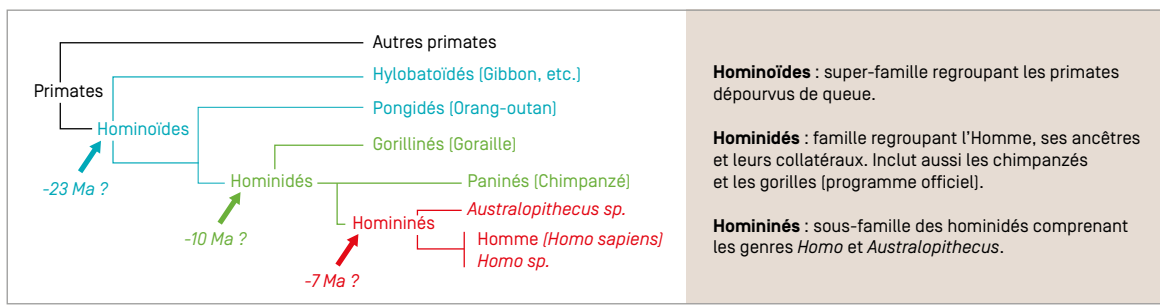 Autres primates
Hylobatoïdés (Gibbon, etc.)
Primates
Pongidés (Orang-outan)
Hominoïdes
Gorillinés (Goraille)
-23 Ma ?
Hominidés
Paninés (Chimpanzé)
-10 Ma ?
Australopithecus sp.
Homininés
Homme (Homo sapiens)
Homo sp.
-7 Ma ?
Hominoïdes : super-famille regroupant les primates
dépourvus de queue.
Hominidés : famille regroupant l'Homme, ses ancêtres
et leurs collatéraux. Inclut aussi les chimpanzés
et les gorilles (programme officiel).
Homininés : sous-famille des hominidés comprenant
les genres Homo et Australopithecus.